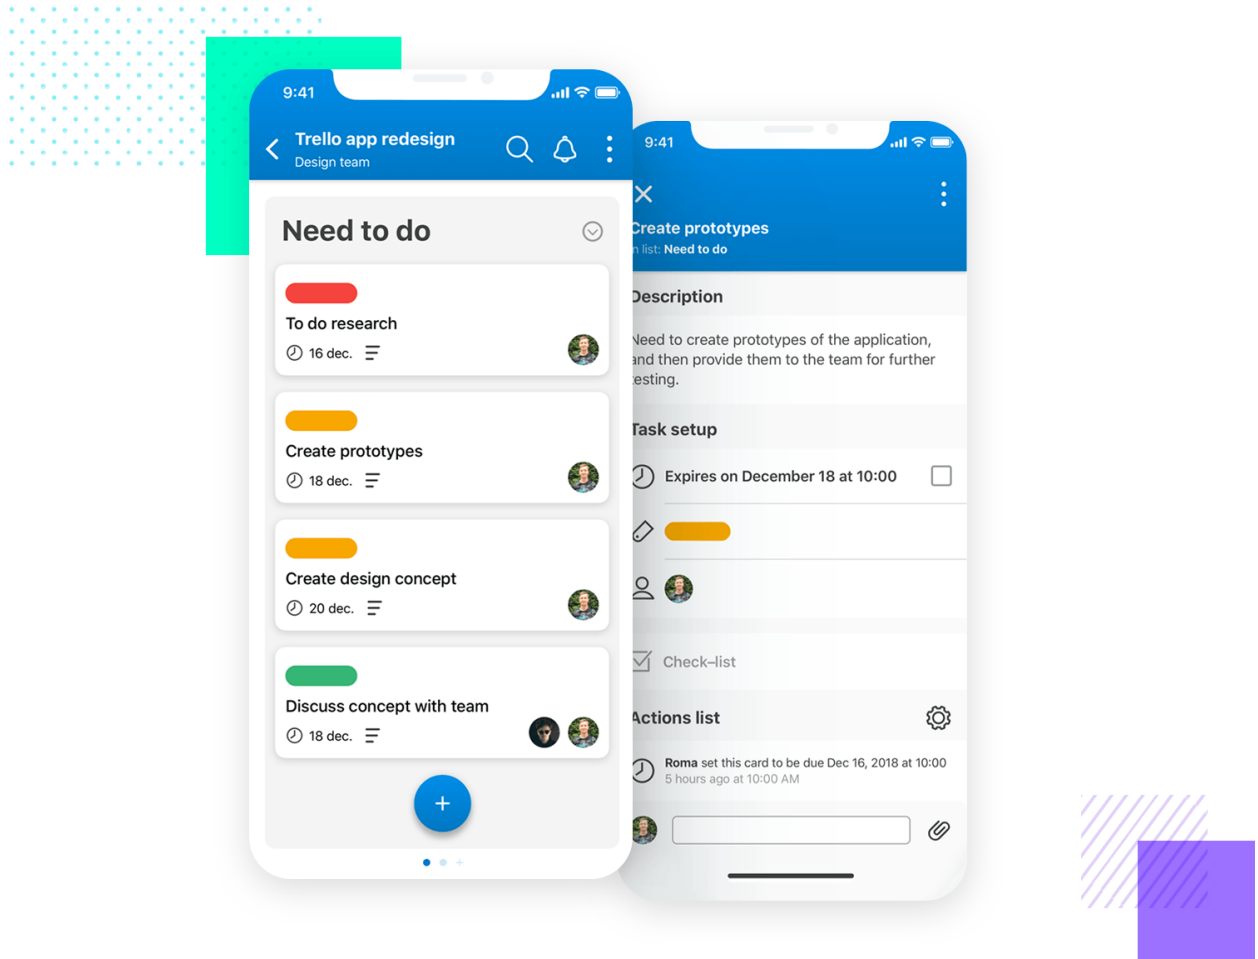 9:41
Trello app redesign
Design team
Need to do
To do research
16 dec.
Create prototypes
18 dec.
Create design concept
20 dec.
Discuss concept with team
18 dec.
9:41
Create prototypes
n list: Need to do
Description
Need to create prototypes of the application,
and then provide them to the team for further
testing.
Task setup
Expires on December 18 at 10:00
Check–list
Actions list
Roma set this card to be due Dec 16, 2018 at 10:00
5 hours ago at 10:00 AM